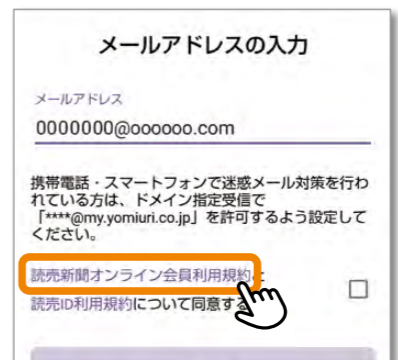 メールアドレスの入力
メールアドレス
0000000@oooooo.com
携帯電話・スマートフォンで迷惑メール対策を行わ
れている方は、ドメイン指定受信で
「****@my.yomiuri.co.jp」を許可するよう設定して
ください。
読売新聞オンライン会員利用規約と
読売ID利用規約について同意する